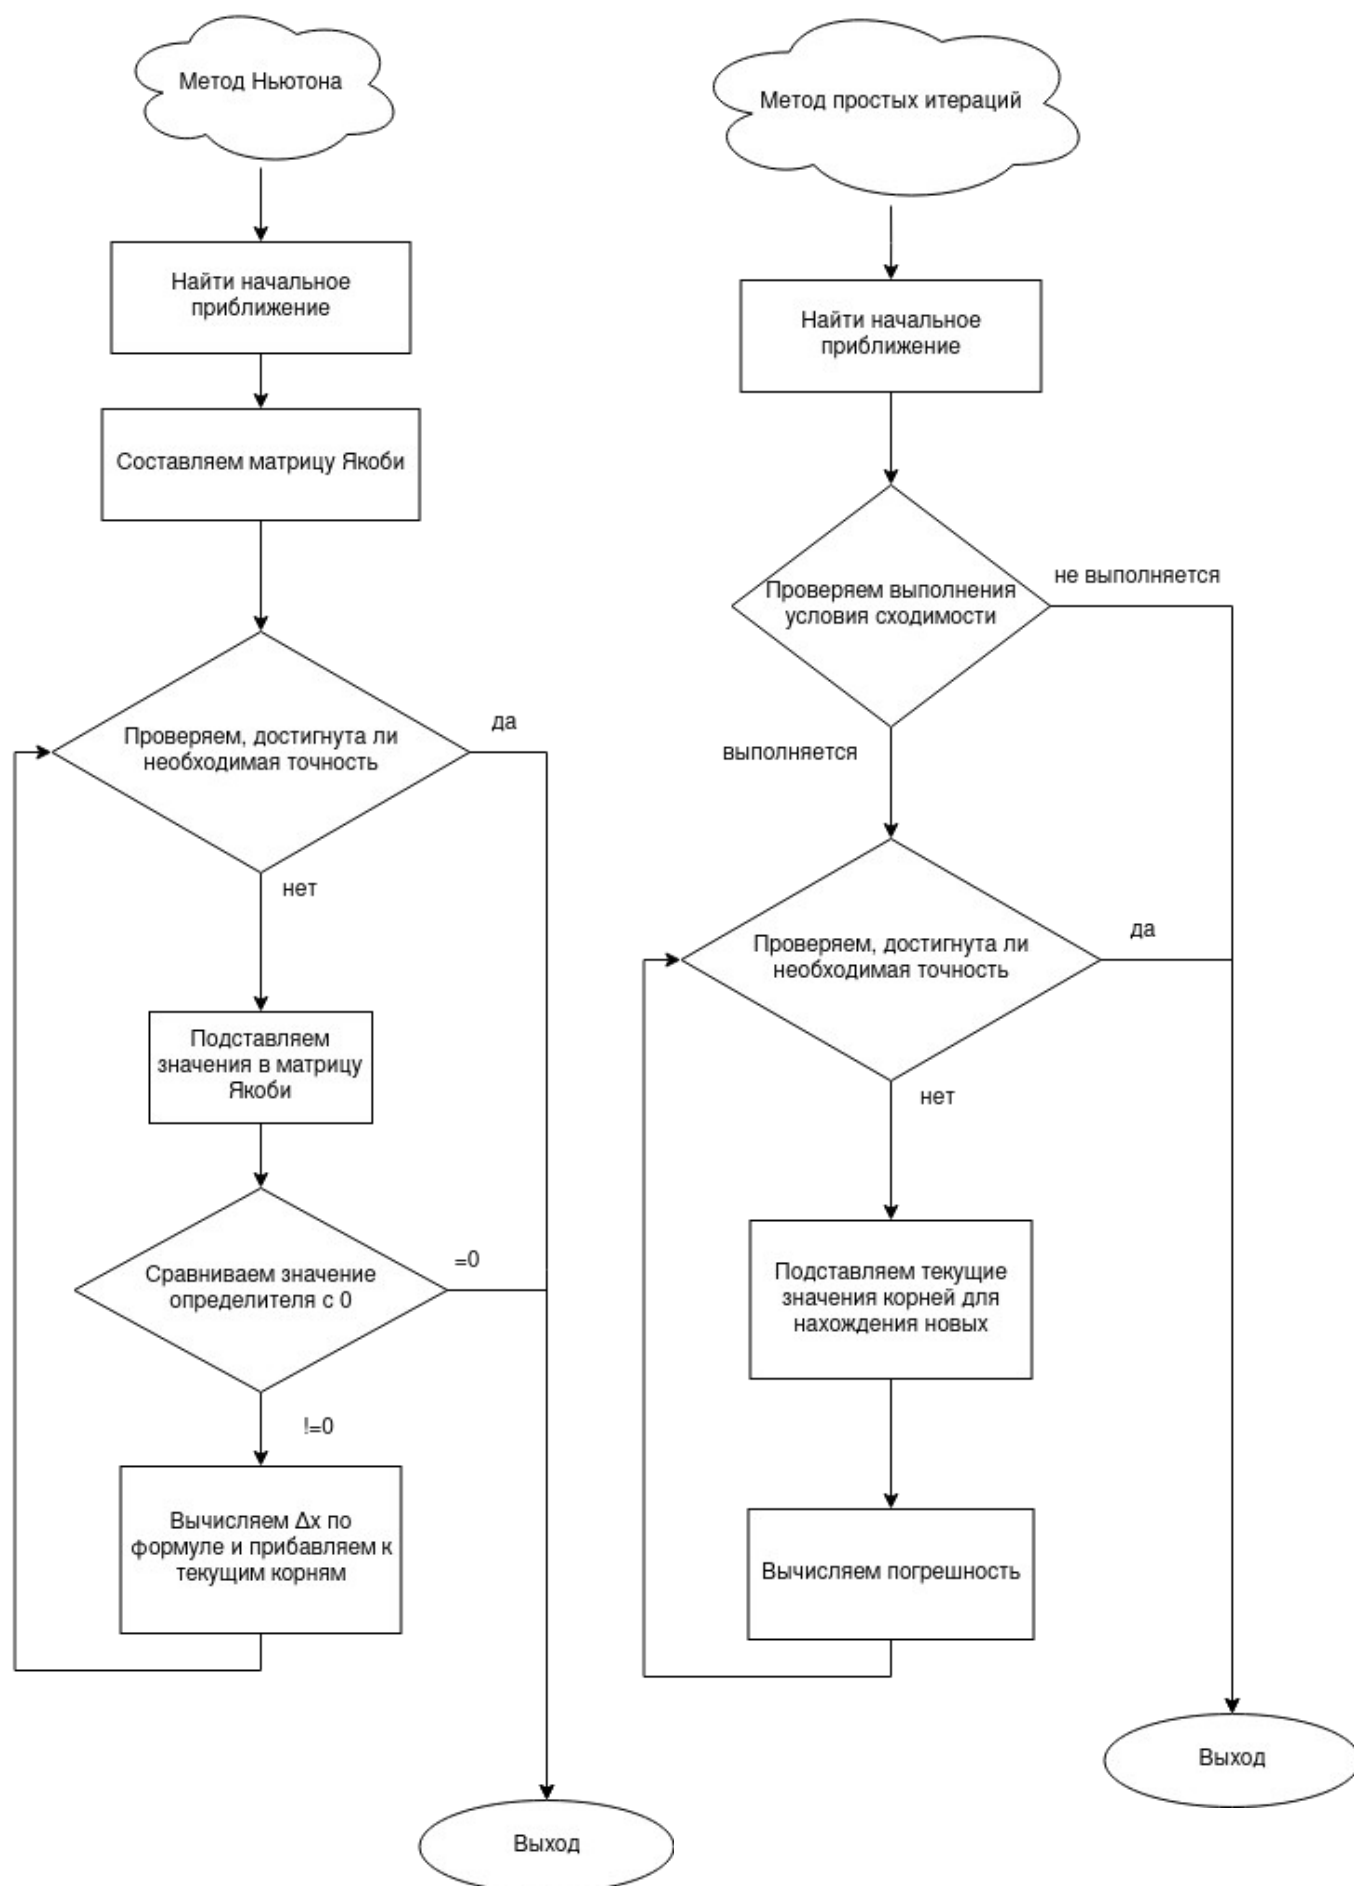 Метод Ньютона
Найти начальное
приближение
Составляем матрицу Якоби
Проверяем, достигнута ли
необходимая точность
да
нет
Подставляем
значения в матрицу
Якоби
Сравниваем значение
определителя с 0
=0
!=0
Вычисляем Δx по
формуле и прибавляем к
текущим корням
Выход
Метод простых итераций
Найти начальное
приближение
Проверяем выполнения
условия сходимости
не выполняется
выполняется
Проверяем, достигнута ли
необходимая точность
да
нет
Подставляем текущие
значения корней для
нахождения новых
Вычисляем погрешность
Выход